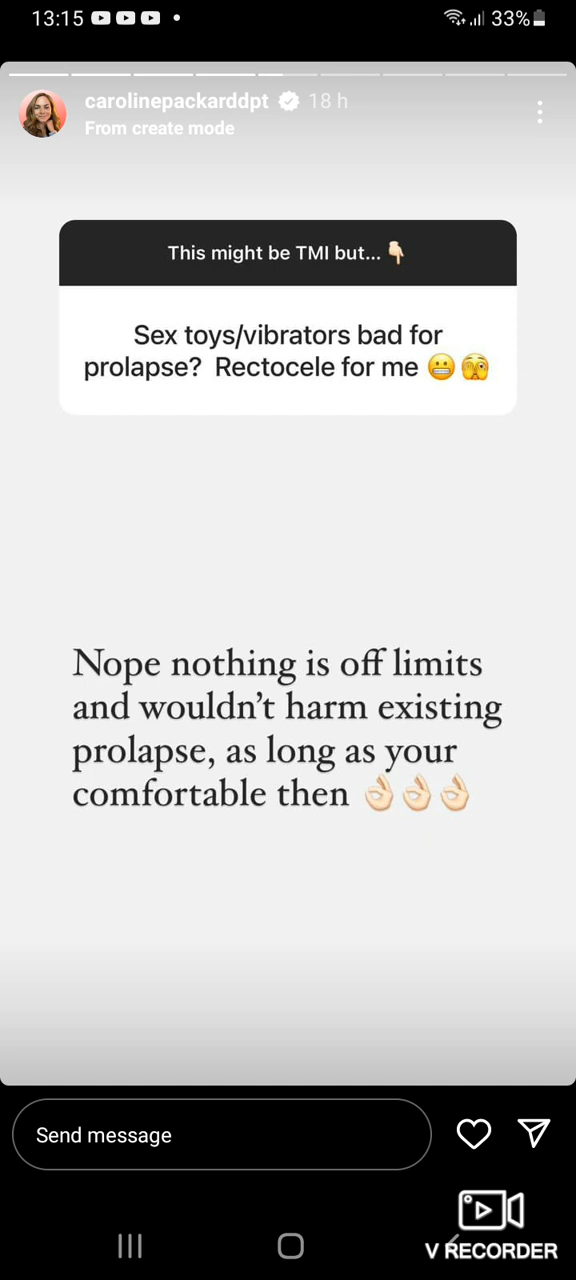 13:15
33%
carolinepackarddpt 18 h
From create mode
This might be TMI but... 👇🏻
Sex toys/vibrators bad for
prolapse? Rectocele for me 😬🫣
Nope nothing is off limits
and wouldn't harm existing
prolapse, as long as your
comfortable then 👌🏻👌🏻👌🏻
Send message
V RECORDER